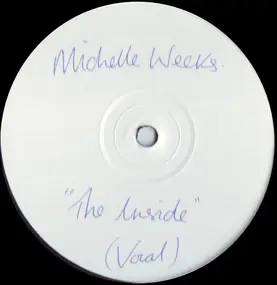 Michelle Weeks.
"The Inside"
(Vocal)